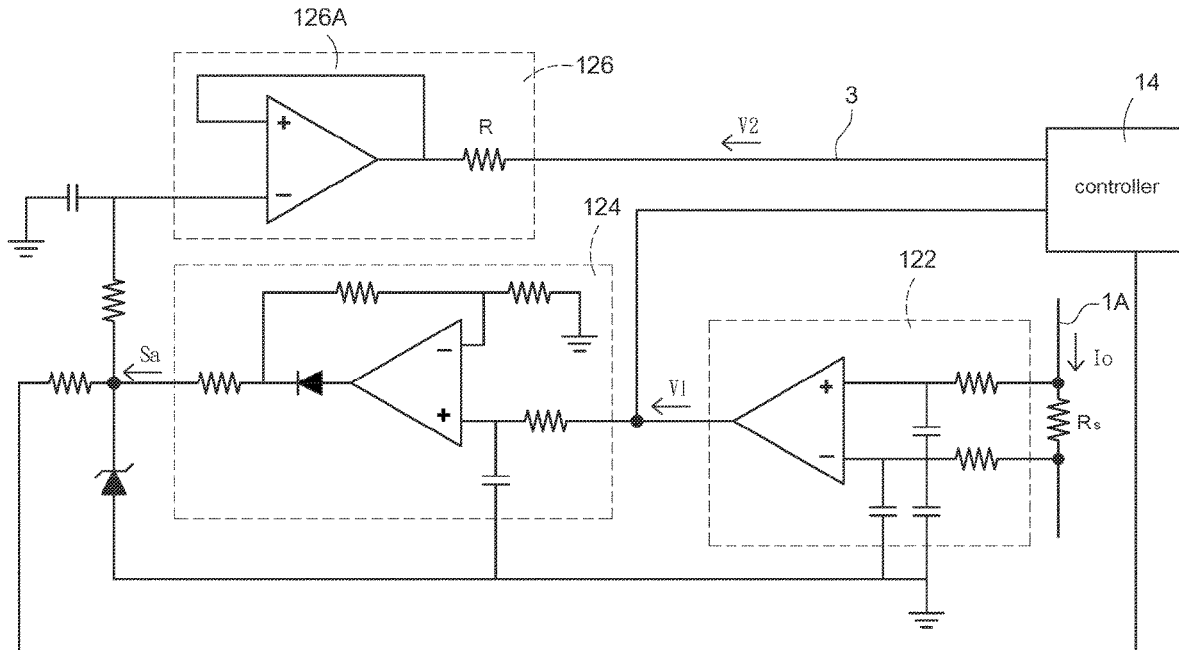 126A
126
3
14
V2
R
+
−
controller
124
122
1A
Sa
−
V1
+
Io
+
Rs
−